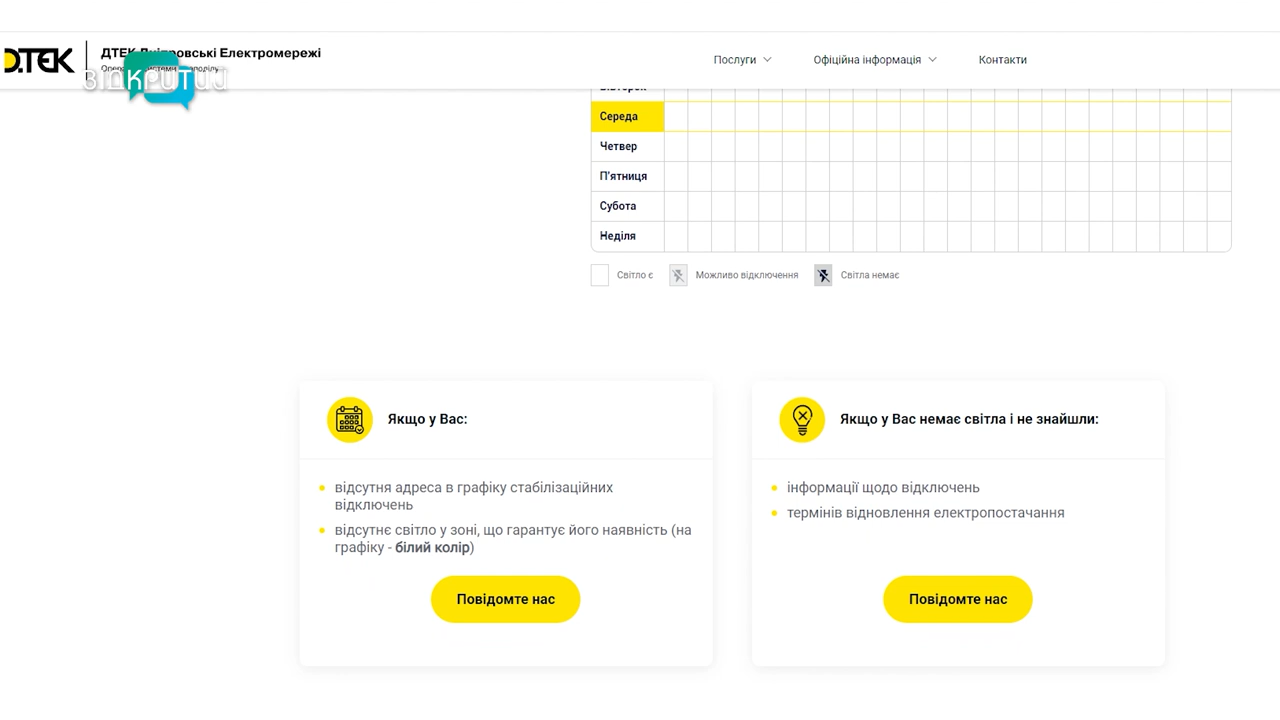 ДТЕК
ДТЕК Дніпровські Електромережі
відкритий
Послуги
Офіційна інформація
Контакти
Вівторок
Середа
Четвер
П'ятниця
Субота
Неділя
Світло є
Можливо відключення
Світла немає
Якщо у Вас:
відсутня адреса в графіку стабілізаційних
відключень
відсутнє світло у зоні, що гарантує його наявність (на
графіку - білий колір)
Повідомте нас
Якщо у Вас немає світла і не знайшли:
інформації щодо відключень
термінів відновлення електропостачання
Повідомте нас